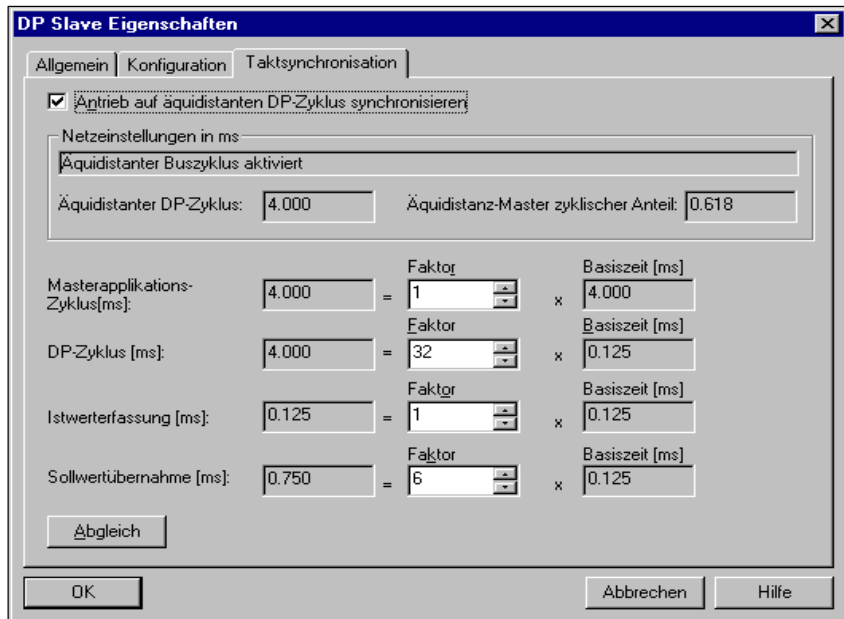 DP Slave Eigenschaften
Allgemein Konfiguration Taktsynchronisation
Antrieb auf äquidistanten DP-Zyklus synchronisieren
Netzeinstellungen in ms
Äquidistanter Buszyklus aktiviert
Äquidistanter DP-Zyklus: 4.000 Äquidistanz-Master zyklischer Anteil: 0.618
Faktor Basiszeit [ms]
Masterapplikations-
Zyklus[ms]: 4.000 = 1 x 4.000
Faktor Basiszeit [ms]
DP-Zyklus [ms]: 4.000 = 32 x 0.125
Faktor Basiszeit [ms]
Istwerterfassung [ms]: 0.125 = 1 x 0.125
Faktor Basiszeit [ms]
Sollwertübernahme [ms]: 0.750 = 6 x 0.125
Abgleich
OK Abbrechen Hilfe